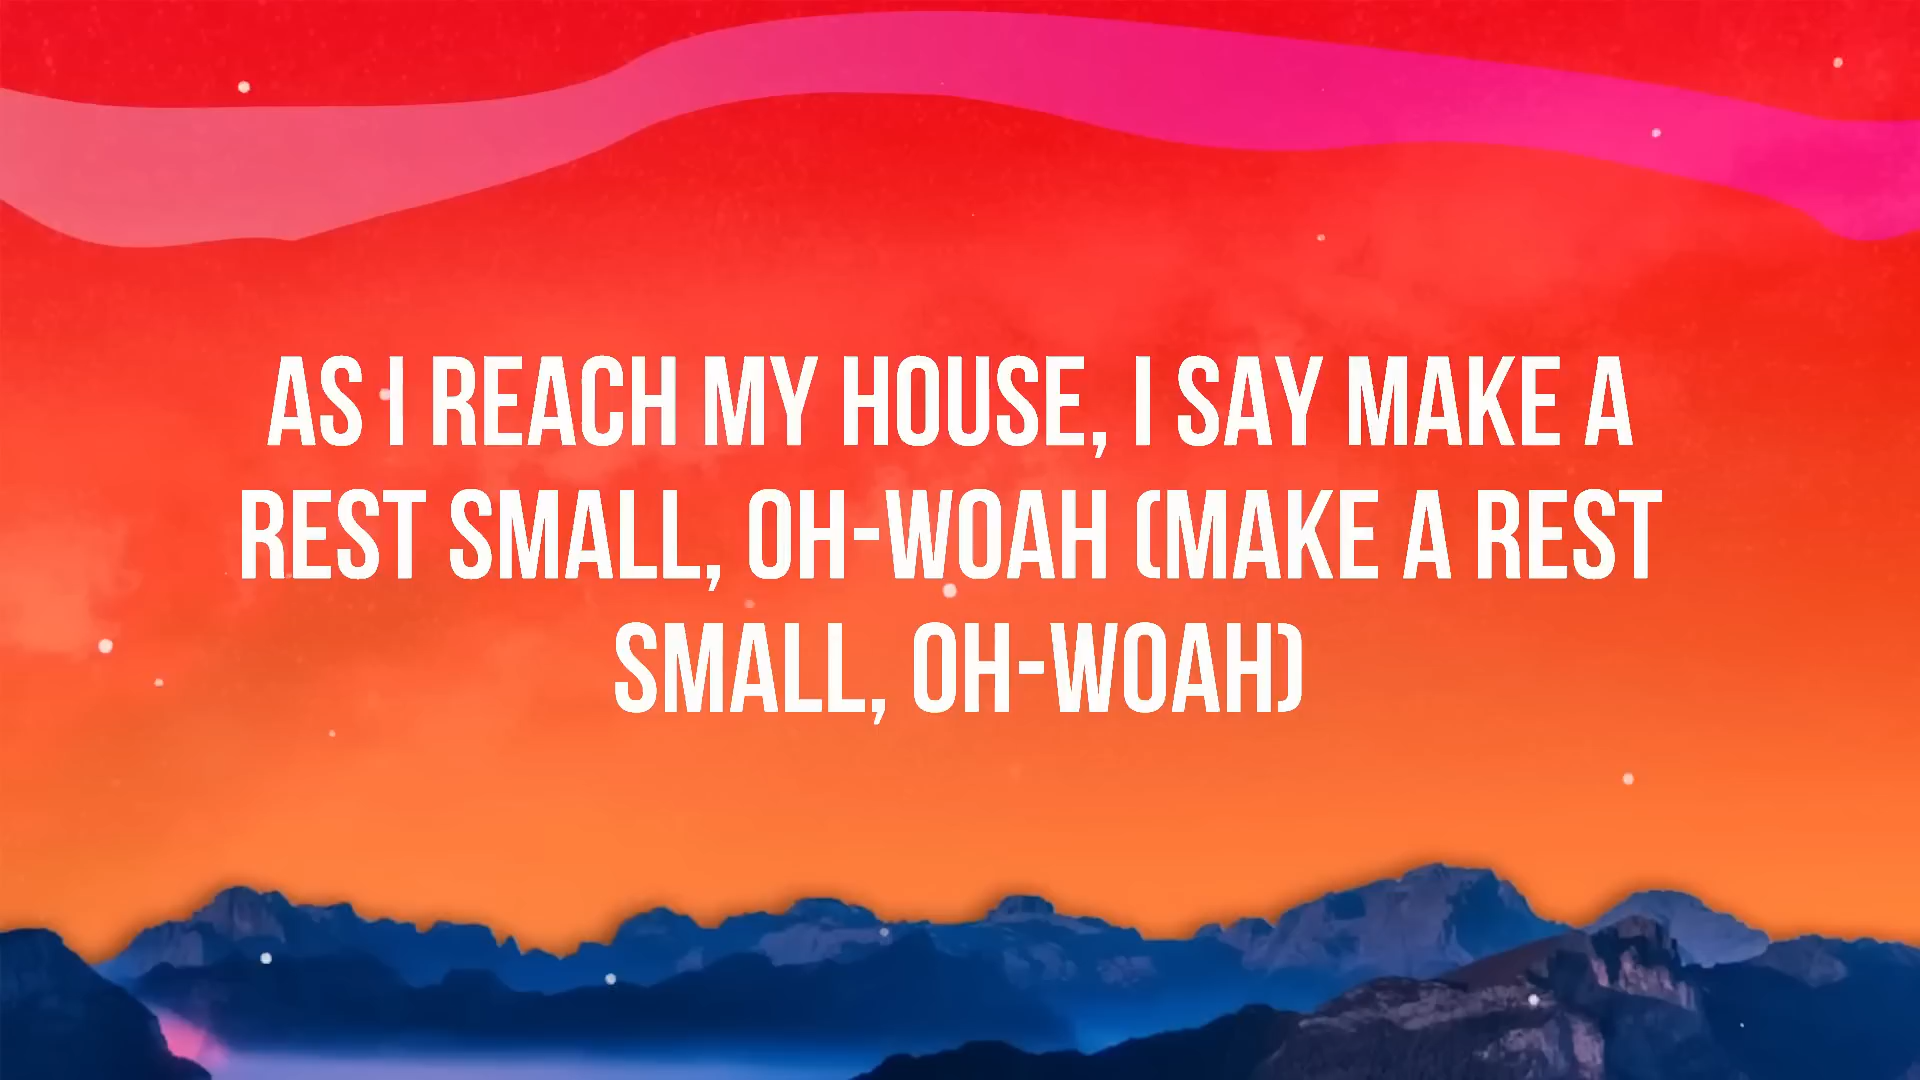 AS I REACH MY HOUSE, I SAY MAKE A
REST SMALL, OH-WOAH (MAKE A REST
SMALL, OH-WOAH)